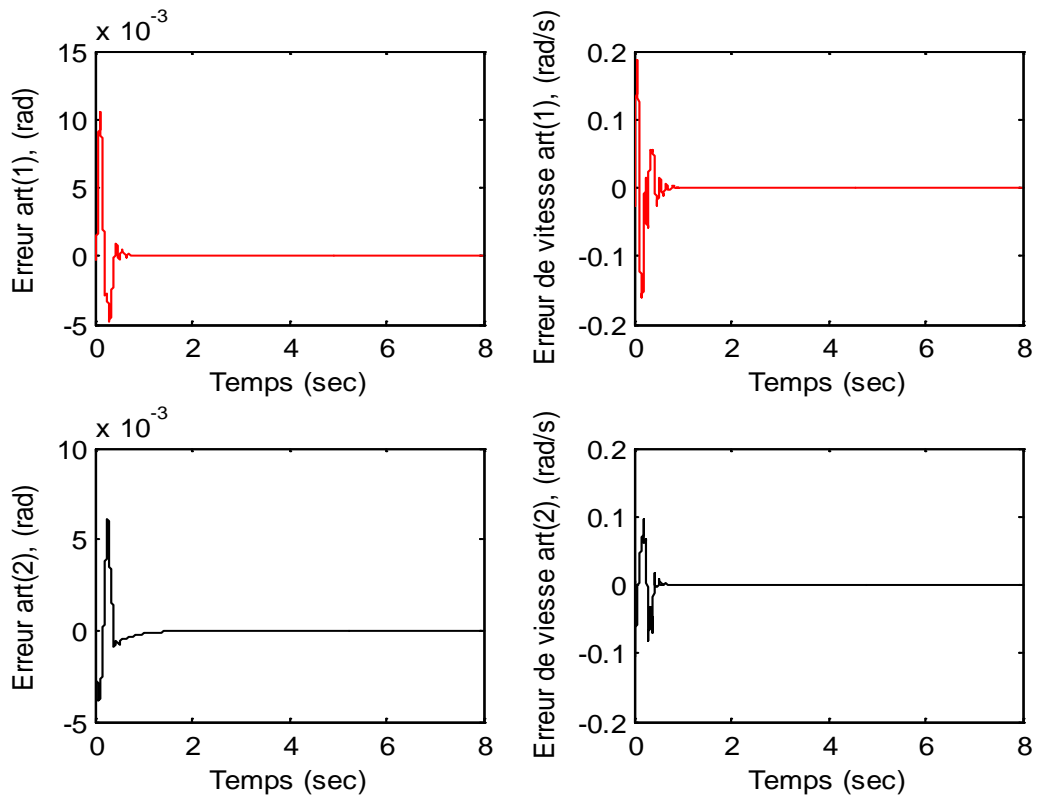 x 10^-3
15
10
5
0
-5
Erreur art(1), (rad)
0 2 4 6 8
Temps (sec)
0.2
0.1
0
-0.1
-0.2
Erreur de vitesse art(1), (rad/s)
0 2 4 6 8
Temps (sec)
x 10^-3
10
5
0
-5
Erreur art(2), (rad)
0 2 4 6 8
Temps (sec)
0.2
0.1
0
-0.1
-0.2
Erreur de viesse art(2), (rad/s)
0 2 4 6 8
Temps (sec)